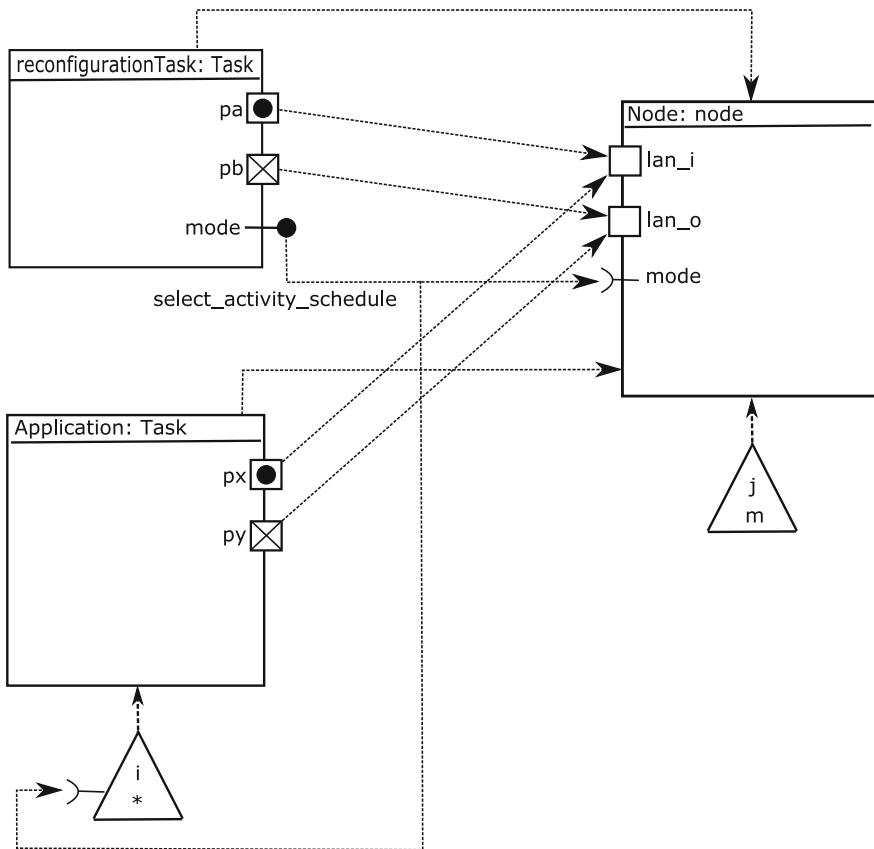 reconfigurationTask: Task
pa
pb
mode
select_activity_schedule
Node: node
lan_i
lan_o
mode
Application: Task
px
py
j
m
i
*